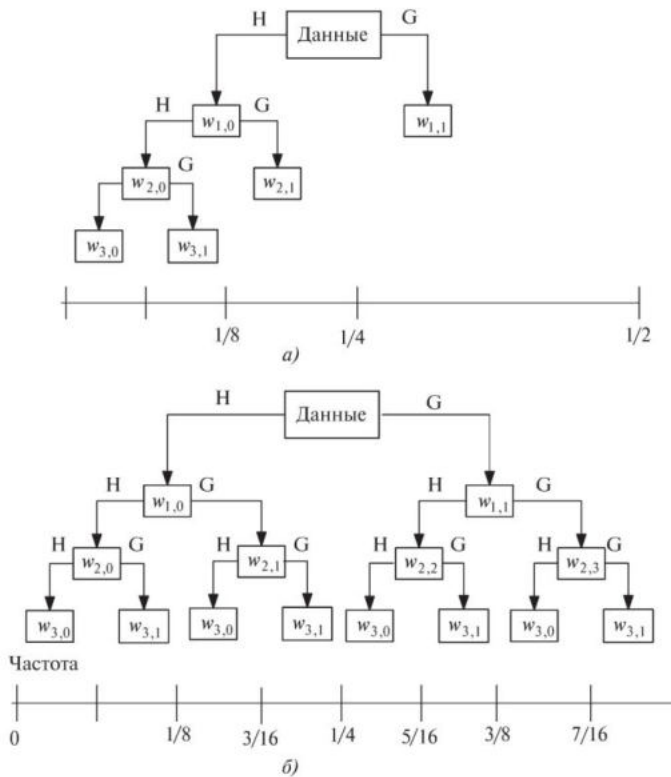 H Данные G
H w1,0 G w1,1
w2,0 G w2,1
w3,0 w3,1
1/8 1/4 1/2
а)
H Данные G
H w1,0 G H w1,1 G
H w2,0 G H w2,1 G H w2,2 G H w2,3 G
w3,0 w3,1 w3,0 w3,1 w3,0 w3,1 w3,0 w3,1
Частота
0 1/8 3/16 1/4 5/16 3/8 7/16
б)